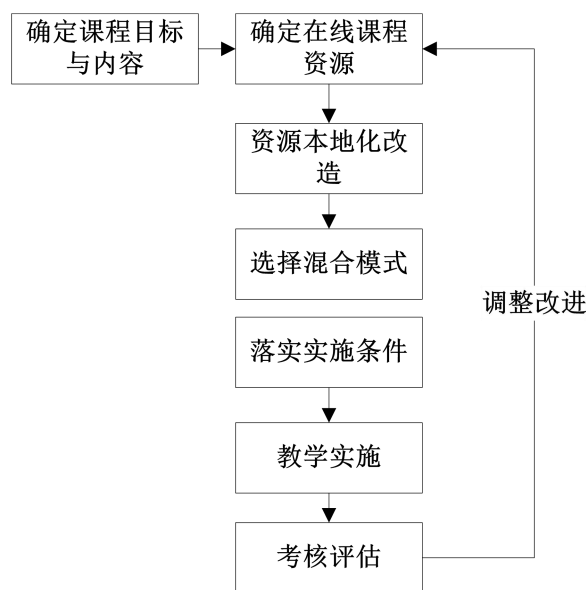 确定课程目标
与内容
确定在线课程
资源
资源本地化改
造
选择混合模式
调整改进
落实实施条件
教学实施
考核评估